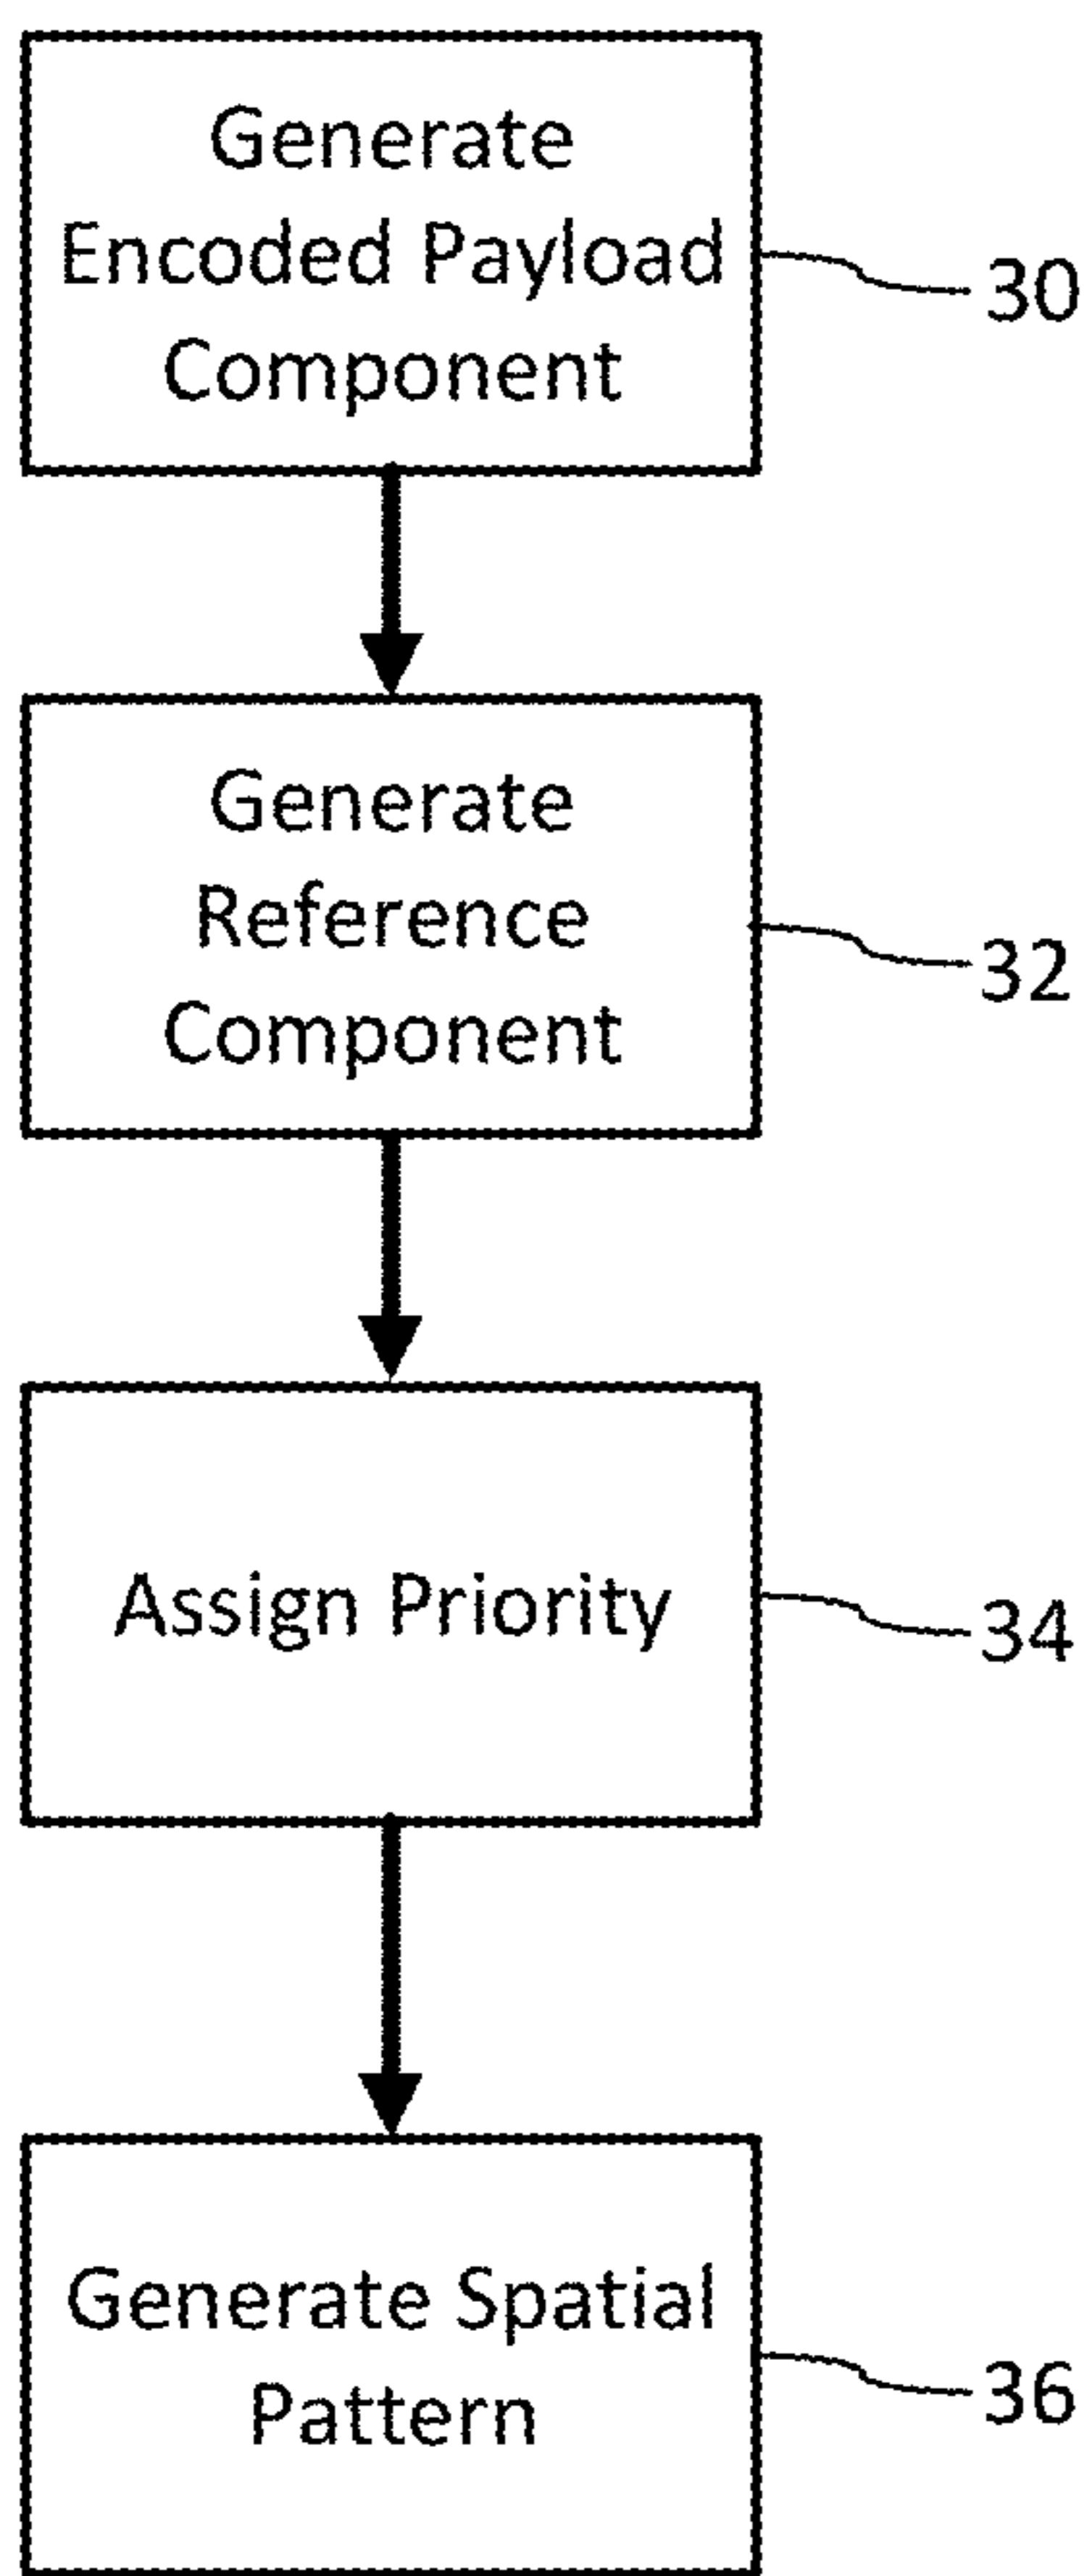 Generate
Encoded Payload
Component
30
Generate
Reference
Component
32
Assign Priority
34
Generate Spatial
Pattern
36